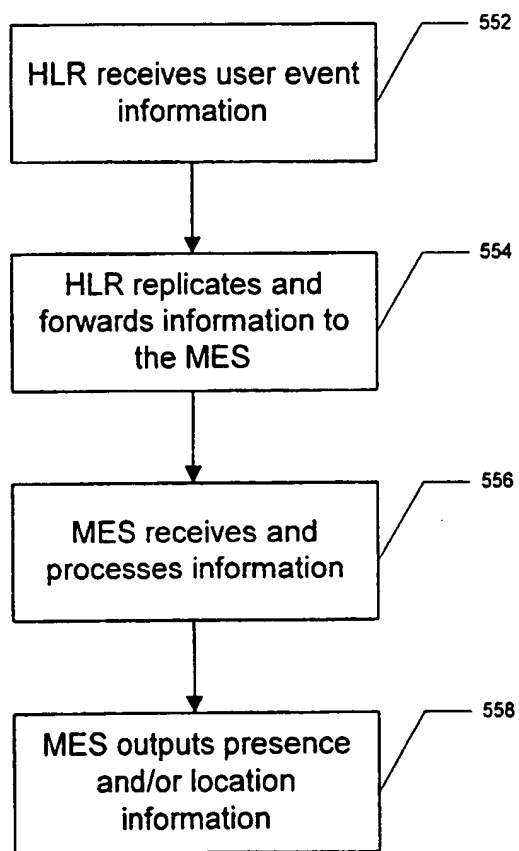 552
HLR receives user event
information
554
HLR replicates and
forwards information to
the MES
556
MES receives and
processes information
558
MES outputs presence
and/or location
information